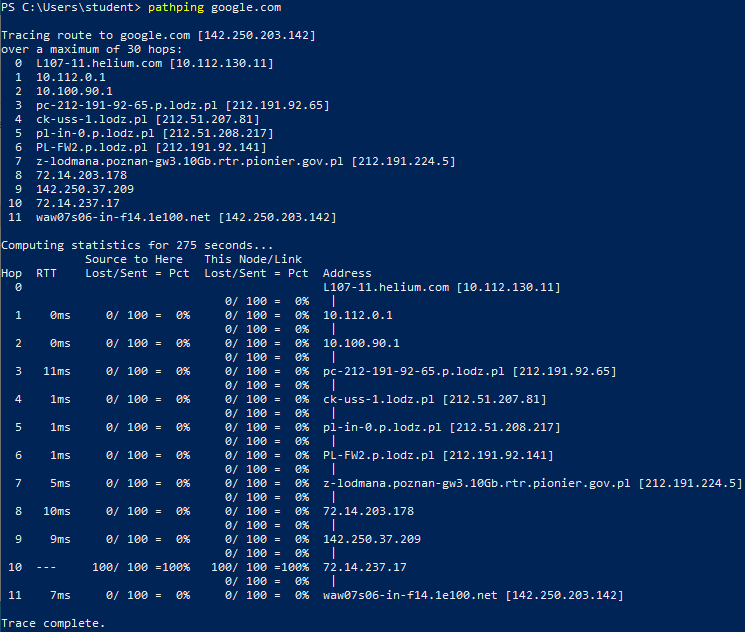 PS C:\Users\student> pathping google.com
Tracing route to google.com [142.250.203.142]
over a maximum of 30 hops:
  0  L107-11.helium.com [10.112.130.11]
  1  10.112.0.1
  2  10.100.90.1
  3  pc-212-191-92-65.p.lodz.pl [212.191.92.65]
  4  ck-uss-1.lodz.pl [212.51.207.81]
  5  pl-in-0.p.lodz.pl [212.51.208.217]
  6  PL-FW2.p.lodz.pl [212.191.92.141]
  7  z-lodmana.poznan-gw3.10Gb.rtr.pionier.gov.pl [212.191.224.5]
  8  72.14.203.178
  9  142.250.37.209
 10  72.14.237.17
 11  waw07s06-in-f14.1e100.net [142.250.203.142]
Computing statistics for 275 seconds...
            Source to Here   This Node/Link
Hop  RTT    Lost/Sent = Pct  Lost/Sent = Pct  Address
  0                                           L107-11.helium.com [10.112.130.11]
                                0/ 100 =  0%   |
  1    0ms     0/ 100 =  0%     0/ 100 =  0%  10.112.0.1
                                0/ 100 =  0%   |
  2    0ms     0/ 100 =  0%     0/ 100 =  0%  10.100.90.1
                                0/ 100 =  0%   |
  3   11ms     0/ 100 =  0%     0/ 100 =  0%  pc-212-191-92-65.p.lodz.pl [212.191.92.65]
                                0/ 100 =  0%   |
  4    1ms     0/ 100 =  0%     0/ 100 =  0%  ck-uss-1.lodz.pl [212.51.207.81]
                                0/ 100 =  0%   |
  5    1ms     0/ 100 =  0%     0/ 100 =  0%  pl-in-0.p.lodz.pl [212.51.208.217]
                                0/ 100 =  0%   |
  6    1ms     0/ 100 =  0%     0/ 100 =  0%  PL-FW2.p.lodz.pl [212.191.92.141]
                                0/ 100 =  0%   |
  7    5ms     0/ 100 =  0%     0/ 100 =  0%  z-lodmana.poznan-gw3.10Gb.rtr.pionier.gov.pl [212.191.224.5]
                                0/ 100 =  0%   |
  8   10ms     0/ 100 =  0%     0/ 100 =  0%  72.14.203.178
                                0/ 100 =  0%   |
  9    9ms     0/ 100 =  0%     0/ 100 =  0%  142.250.37.209
                                0/ 100 =  0%   |
 10  ---     100/ 100 =100%   100/ 100 =100%  72.14.237.17
                                0/ 100 =  0%   |
 11    7ms     0/ 100 =  0%     0/ 100 =  0%  waw07s06-in-f14.1e100.net [142.250.203.142]
Trace complete.